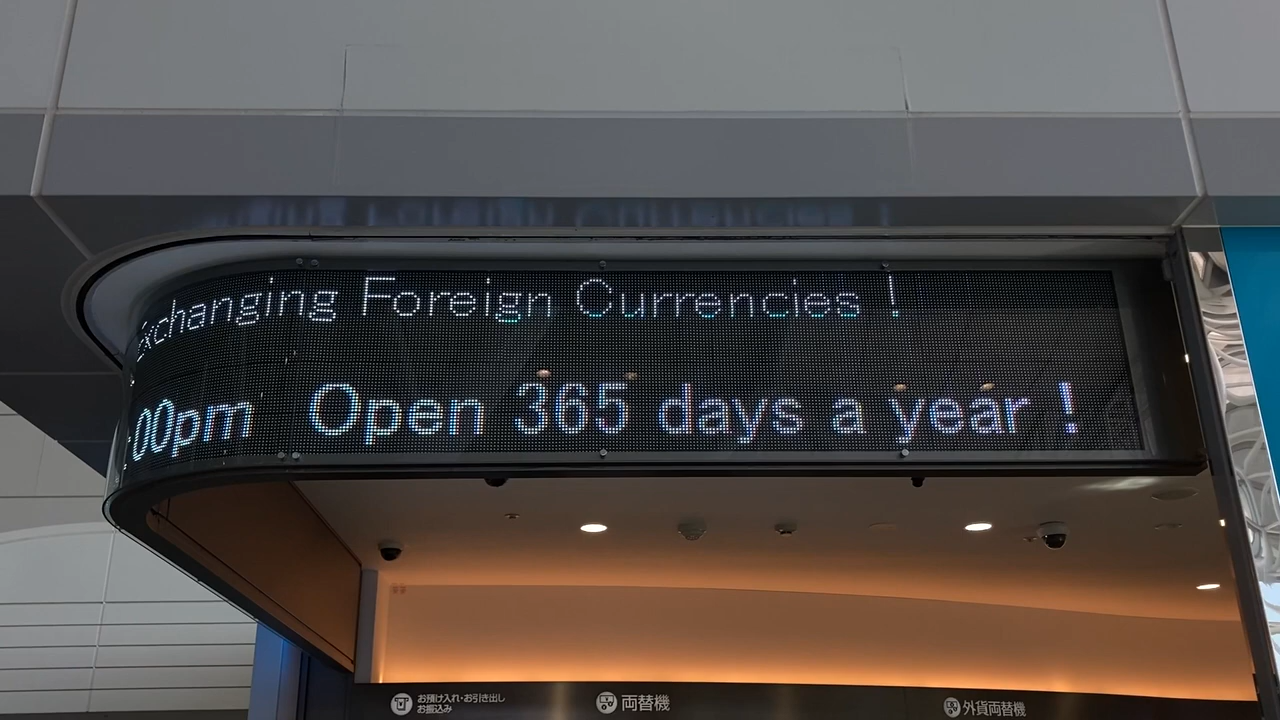 Exchanging Foreign Currencies !
:00pm Open 365 days a year !
お預け入れ・お引き出し
お振込み
両替機
外貨両替機